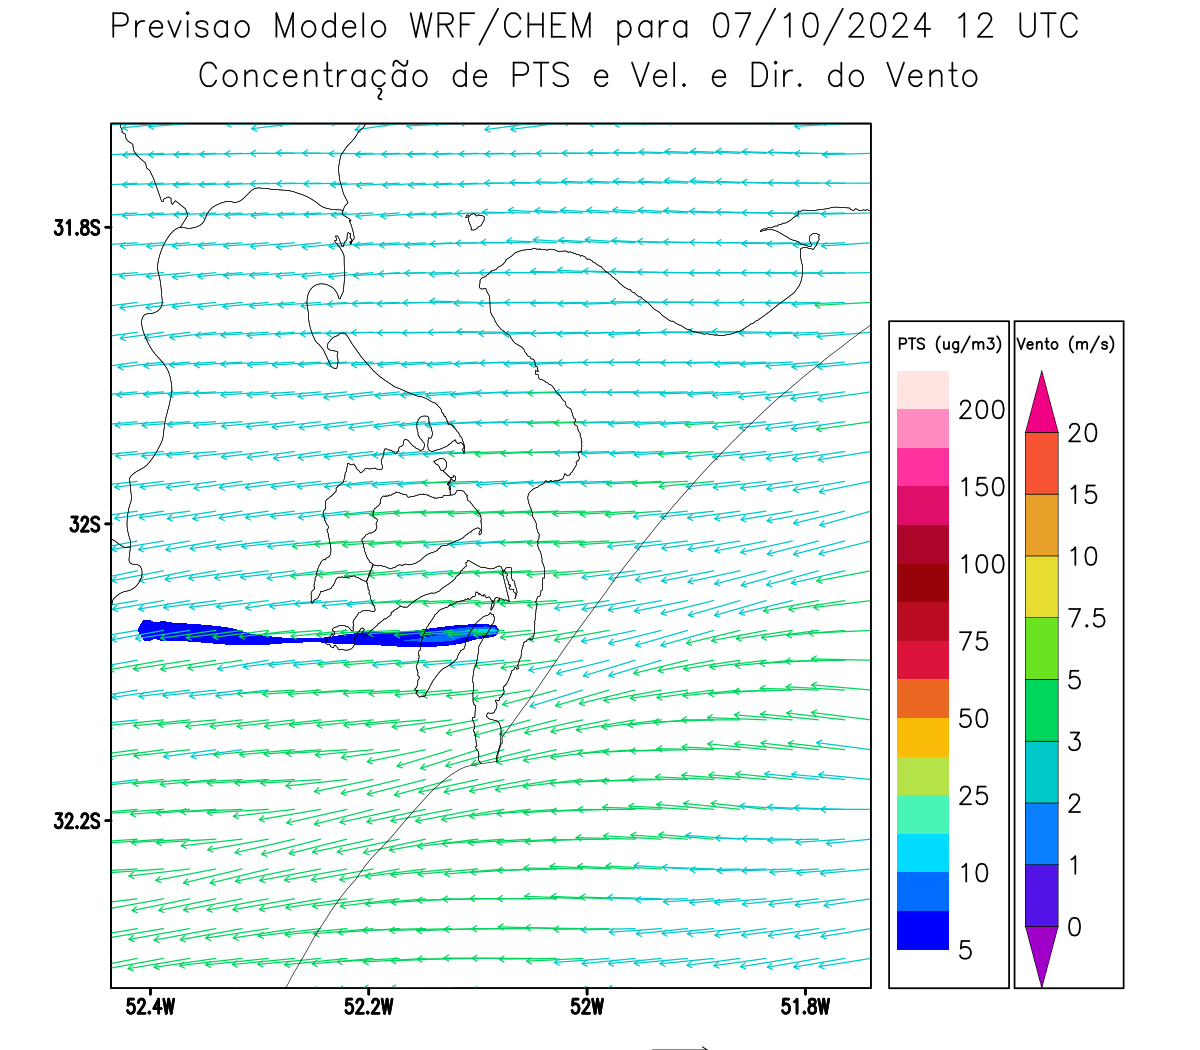 Previsao Modelo WRF/CHEM para 07/10/2024 12 UTC
Concentração de PTS e Vel. e Dir. do Vento
31.8S
32S
32.2S
52.4W 52.2W 52W 51.8W
PTS (ug/m3)
200
150
100
75
50
25
10
5
Vento (m/s)
20
15
10
7.5
5
3
2
1
0